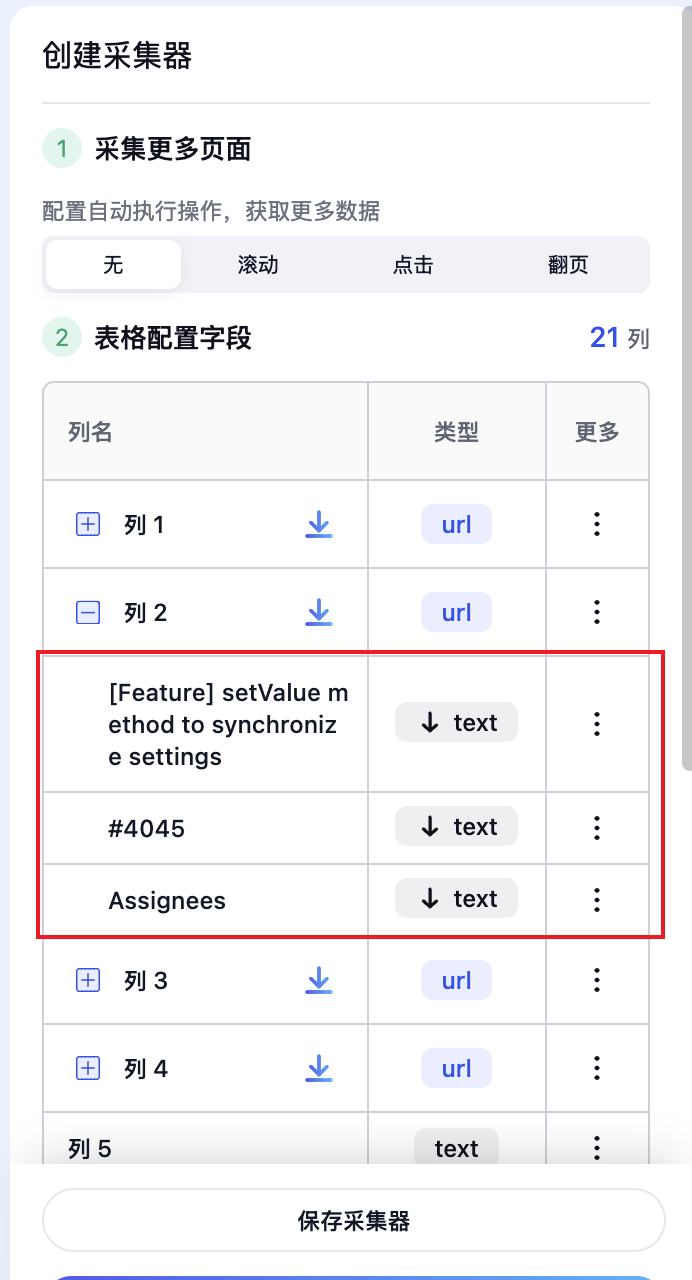 创建采集器
1 采集更多页面
配置自动执行操作，获取更多数据
无 滚动 点击 翻页
2 表格配置字段 21 列
列名 类型 更多
列 1 url
列 2 url
[Feature] setValue m
ethod to synchroniz
e settings
text
#4045 text
Assignees text
列 3 url
列 4 url
列 5 text
保存采集器